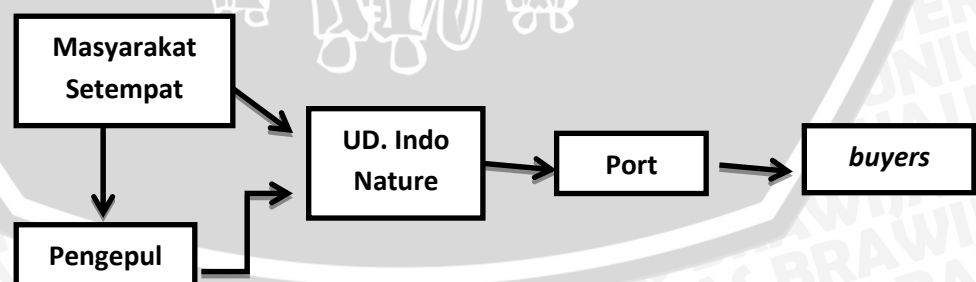 Masyarakat
Setempat
UD. Indo
Nature
Port
buyers
Pengepul